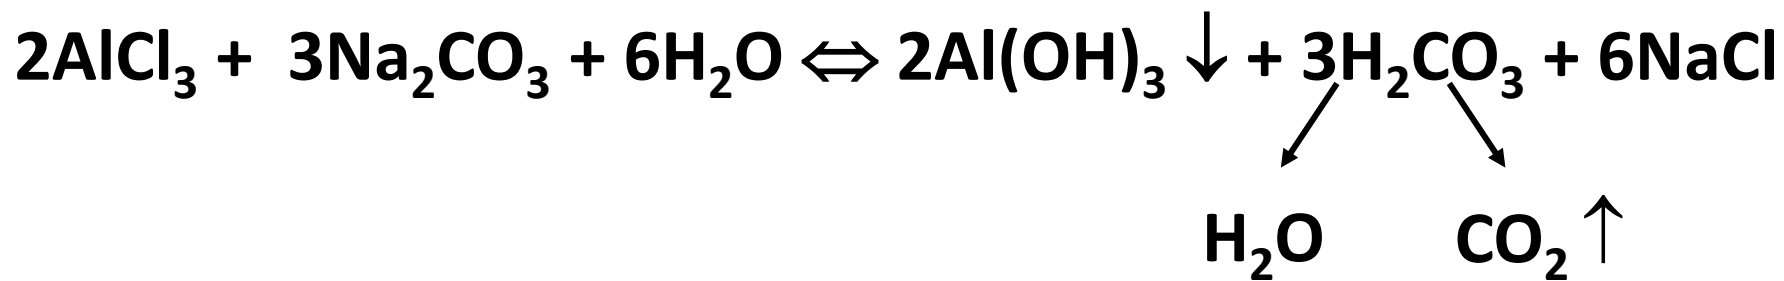 2AlCl₃ + 3Na₂CO₃ + 6H₂O ⇔ 2Al(OH)₃ ↓ + 3H₂CO₃ + 6NaCl
H₂O CO₂ ↑